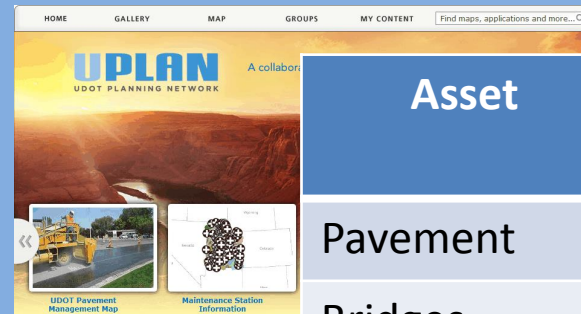 HOME GALLERY MAP GROUPS MY CONTENT Find maps, applications and more...
UPLAN
UDOT PLANNING NETWORK
A collabora
Asset
Pavement
Bridges
UDOT Pavement
Management Map
Maintenance Station
Information